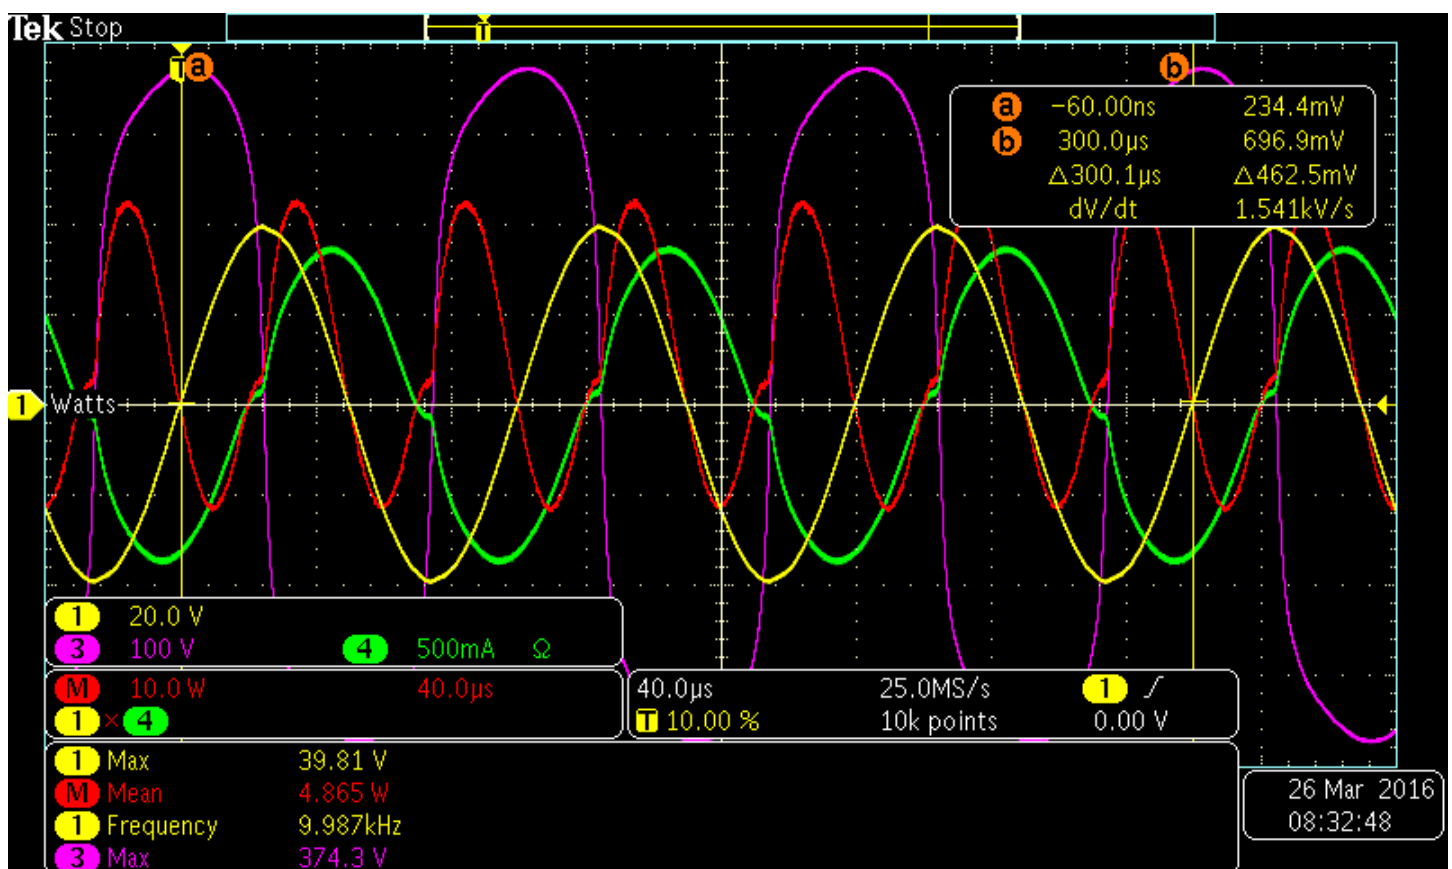 Tek Stop
T
T a
b
a -60.00ns 234.4mV
b 300.0µs 696.9mV
△300.1µs △462.5mV
dV/dt 1.541kV/s
1 Watts
1 20.0 V
3 100 V 4 500mA Ω
M 10.0 W 40.0µs
1 × 4
40.0µs 25.0MS/s 1 ∫
T 10.00 % 10k points 0.00 V
1 Max 39.81 V
M Mean 4.865 W
1 Frequency 9.987kHz
3 Max 374.3 V
26 Mar 2016
08:32:48